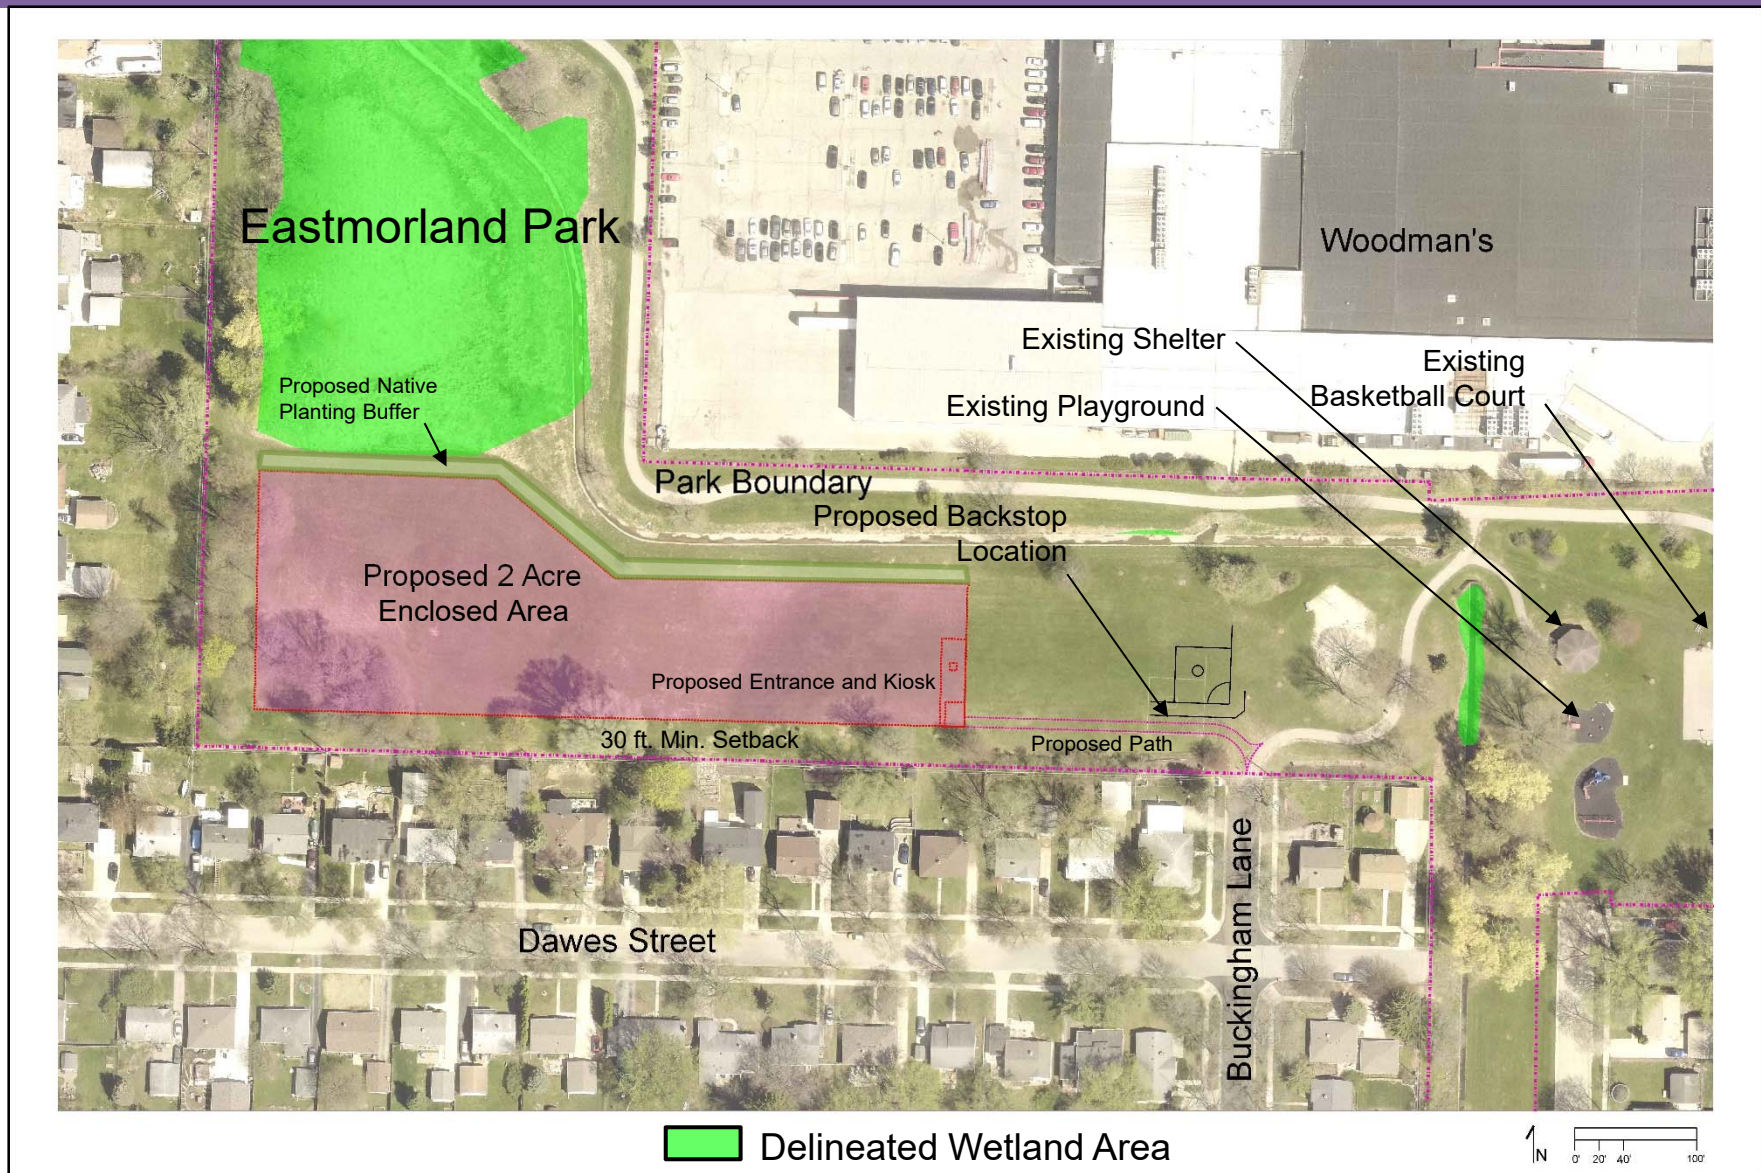 Eastmorland Park
Woodman's
Existing Shelter
Existing
Basketball Court
Proposed Native
Planting Buffer
Existing Playground
Park Boundary
Proposed Backstop
Location
Proposed 2 Acre
Enclosed Area
Proposed Entrance and Kiosk
30 ft. Min. Setback
Proposed Path
Dawes Street
Buckingham Lane
Delineated Wetland Area
N
0' 20' 40' 100'